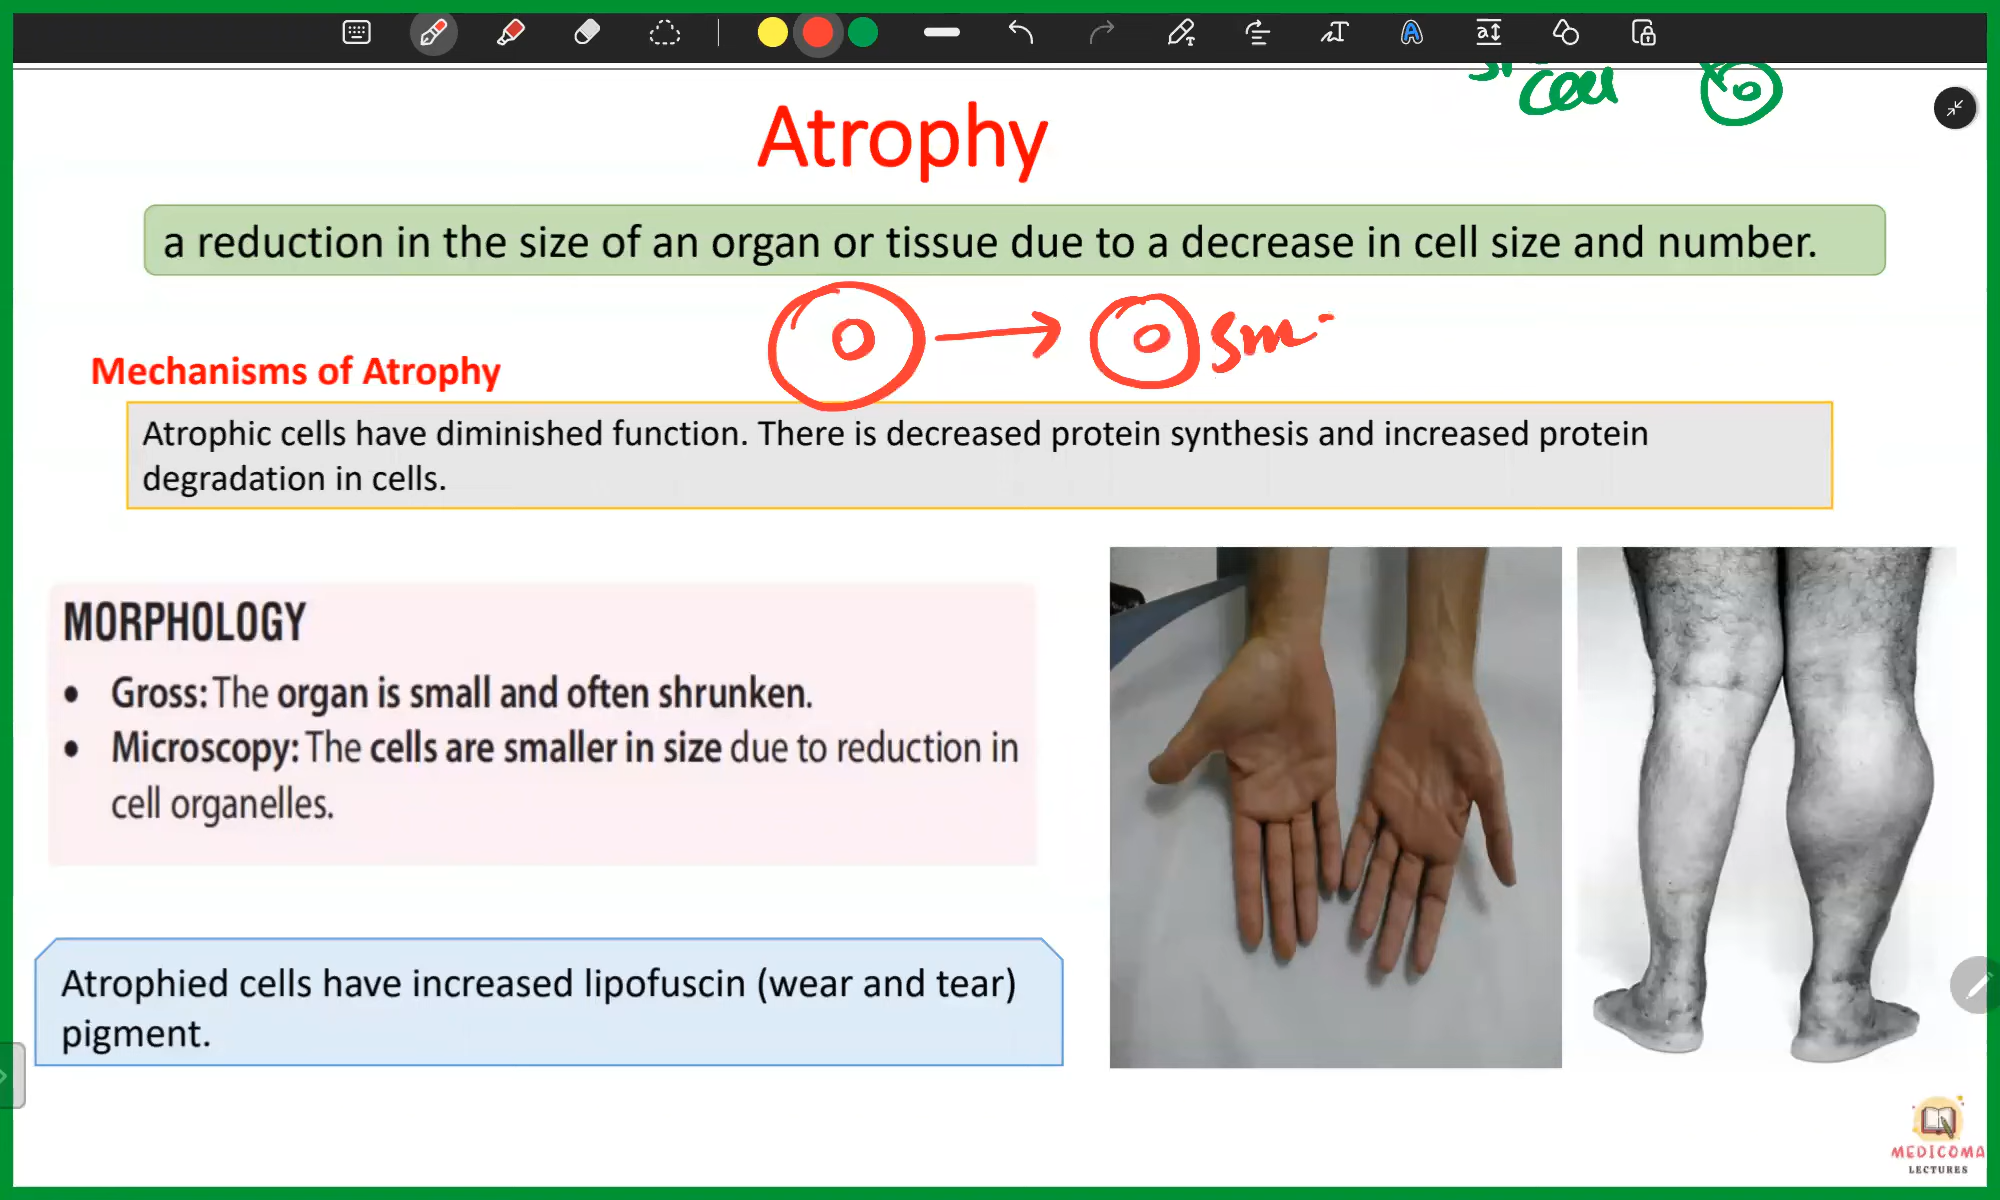 cell
Atrophy
a reduction in the size of an organ or tissue due to a decrease in cell size and number.
Mechanisms of Atrophy
Atrophic cells have diminished function. There is decreased protein synthesis and increased protein
degradation in cells.
MORPHOLOGY
• Gross: The organ is small and often shrunken.
• Microscopy: The cells are smaller in size due to reduction in
cell organelles.
Atrophied cells have increased lipofuscin (wear and tear)
pigment.
MEDICOMA
LECTURES